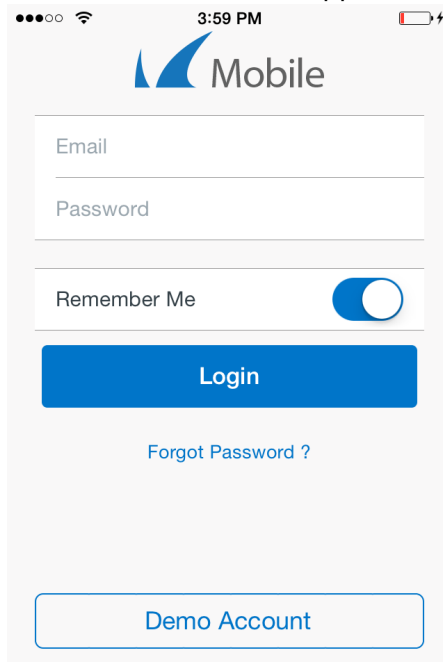 3:59 PM
Mobile
Email
Password
Remember Me
Login
Forgot Password ?
Demo Account